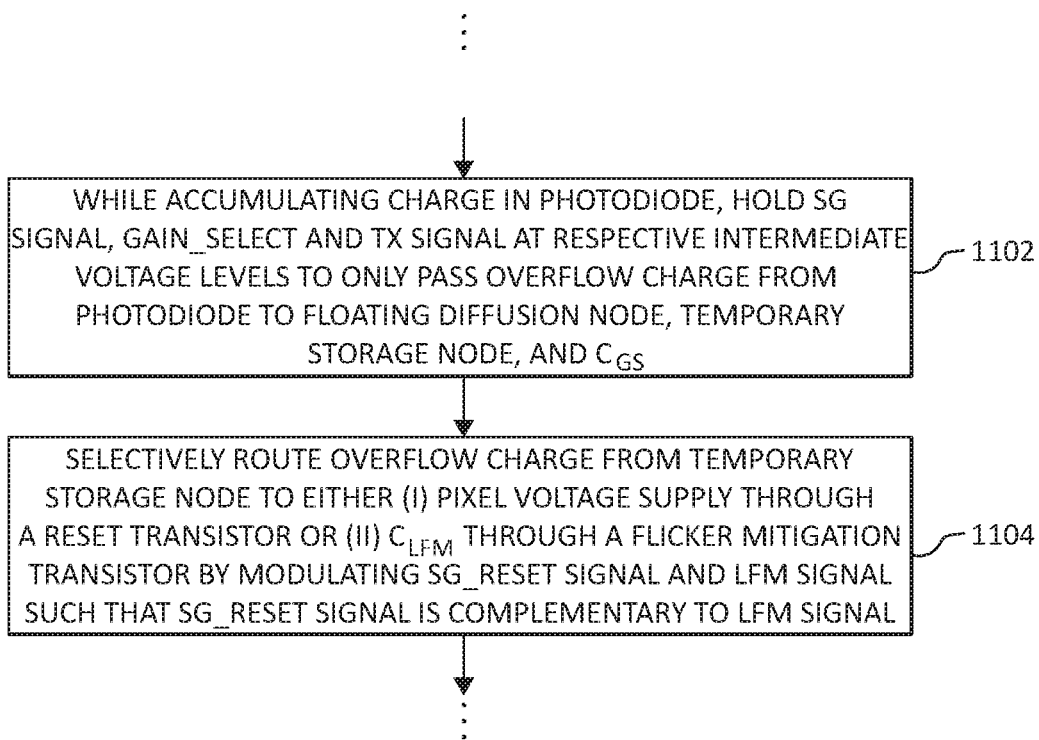 WHILE ACCUMULATING CHARGE IN PHOTODIODE, HOLD SG
SIGNAL, GAIN_SELECT AND TX SIGNAL AT RESPECTIVE INTERMEDIATE
VOLTAGE LEVELS TO ONLY PASS OVERFLOW CHARGE FROM
PHOTODIODE TO FLOATING DIFFUSION NODE, TEMPORARY
STORAGE NODE, AND C_GS
1102
SELECTIVELY ROUTE OVERFLOW CHARGE FROM TEMPORARY
STORAGE NODE TO EITHER (I) PIXEL VOLTAGE SUPPLY THROUGH
A RESET TRANSISTOR OR (II) C_LFM THROUGH A FLICKER MITIGATION
TRANSISTOR BY MODULATING SG_RESET SIGNAL AND LFM SIGNAL
SUCH THAT SG_RESET SIGNAL IS COMPLEMENTARY TO LFM SIGNAL
1104